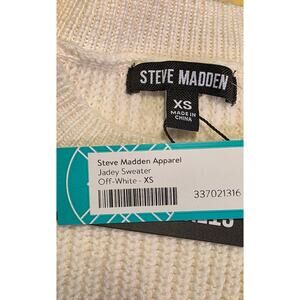 STEVE MADDEN
XS
MADE IN
CHINA
Steve Madden Apparel
Jadey Sweater
Off-White - XS
337021316